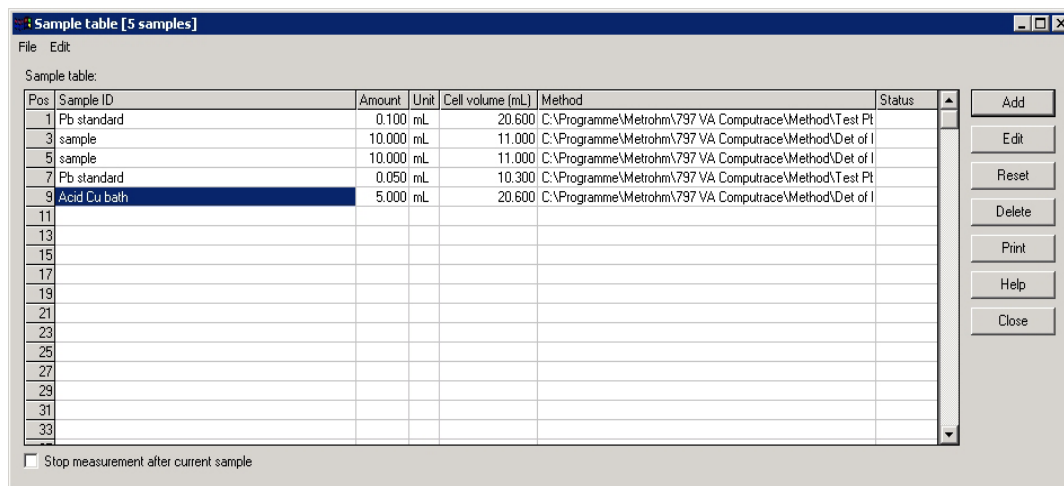 Sample table [5 samples]
File Edit
Sample table:
Pos Sample ID Amount Unit Cell volume (mL) Method Status
1 Pb standard 0.100 mL 20.600 C:\Programme\Metrohm\797 VA Computrace\Method\Test Pb
3 sample 10.000 mL 11.000 C:\Programme\Metrohm\797 VA Computrace\Method\Det of
5 sample 10.000 mL 11.000 C:\Programme\Metrohm\797 VA Computrace\Method\Det of
7 Pb standard 0.050 mL 10.300 C:\Programme\Metrohm\797 VA Computrace\Method\Test Pb
9 Acid Cu bath 5.000 mL 20.600 C:\Programme\Metrohm\797 VA Computrace\Method\Det of
11
13
15
17
19
21
23
25
27
29
31
33
Add
Edit
Reset
Delete
Print
Help
Close
Stop measurement after current sample